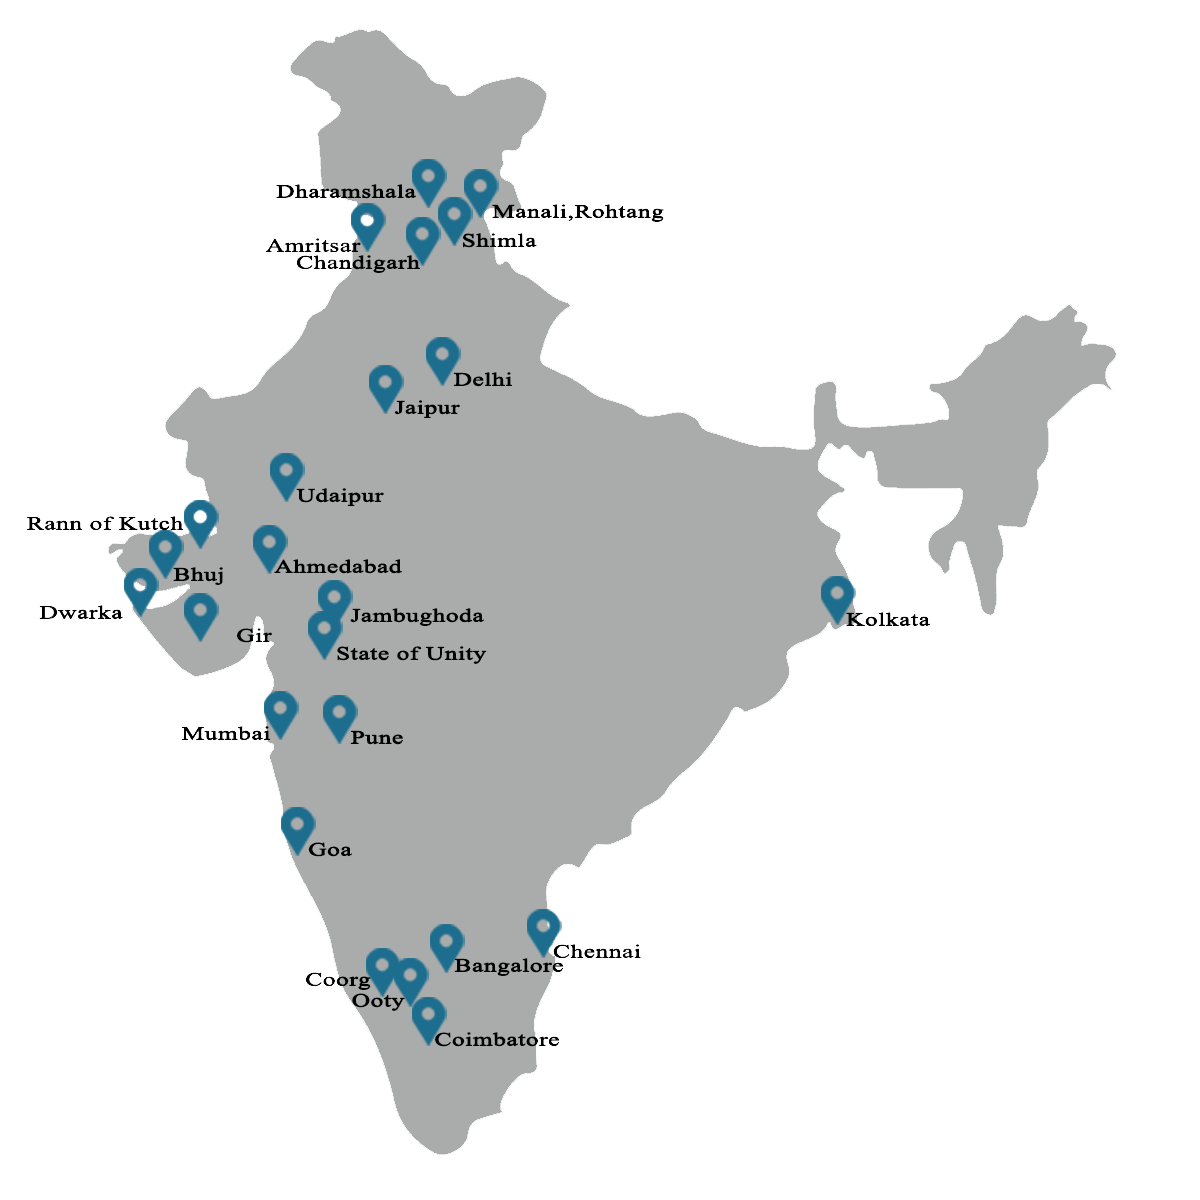 Dharamshala
Manali,Rohtang
Shimla
Amritsar
Chandigarh
Delhi
Jaipur
Udaipur
Rann of Kutch
Ahmedabad
Bhuj
Dwarka
Jambughoda
Kolkata
Gir
State of Unity
Mumbai
Pune
Goa
Chennai
Bangalore
Coorg
Ooty
Coimbatore